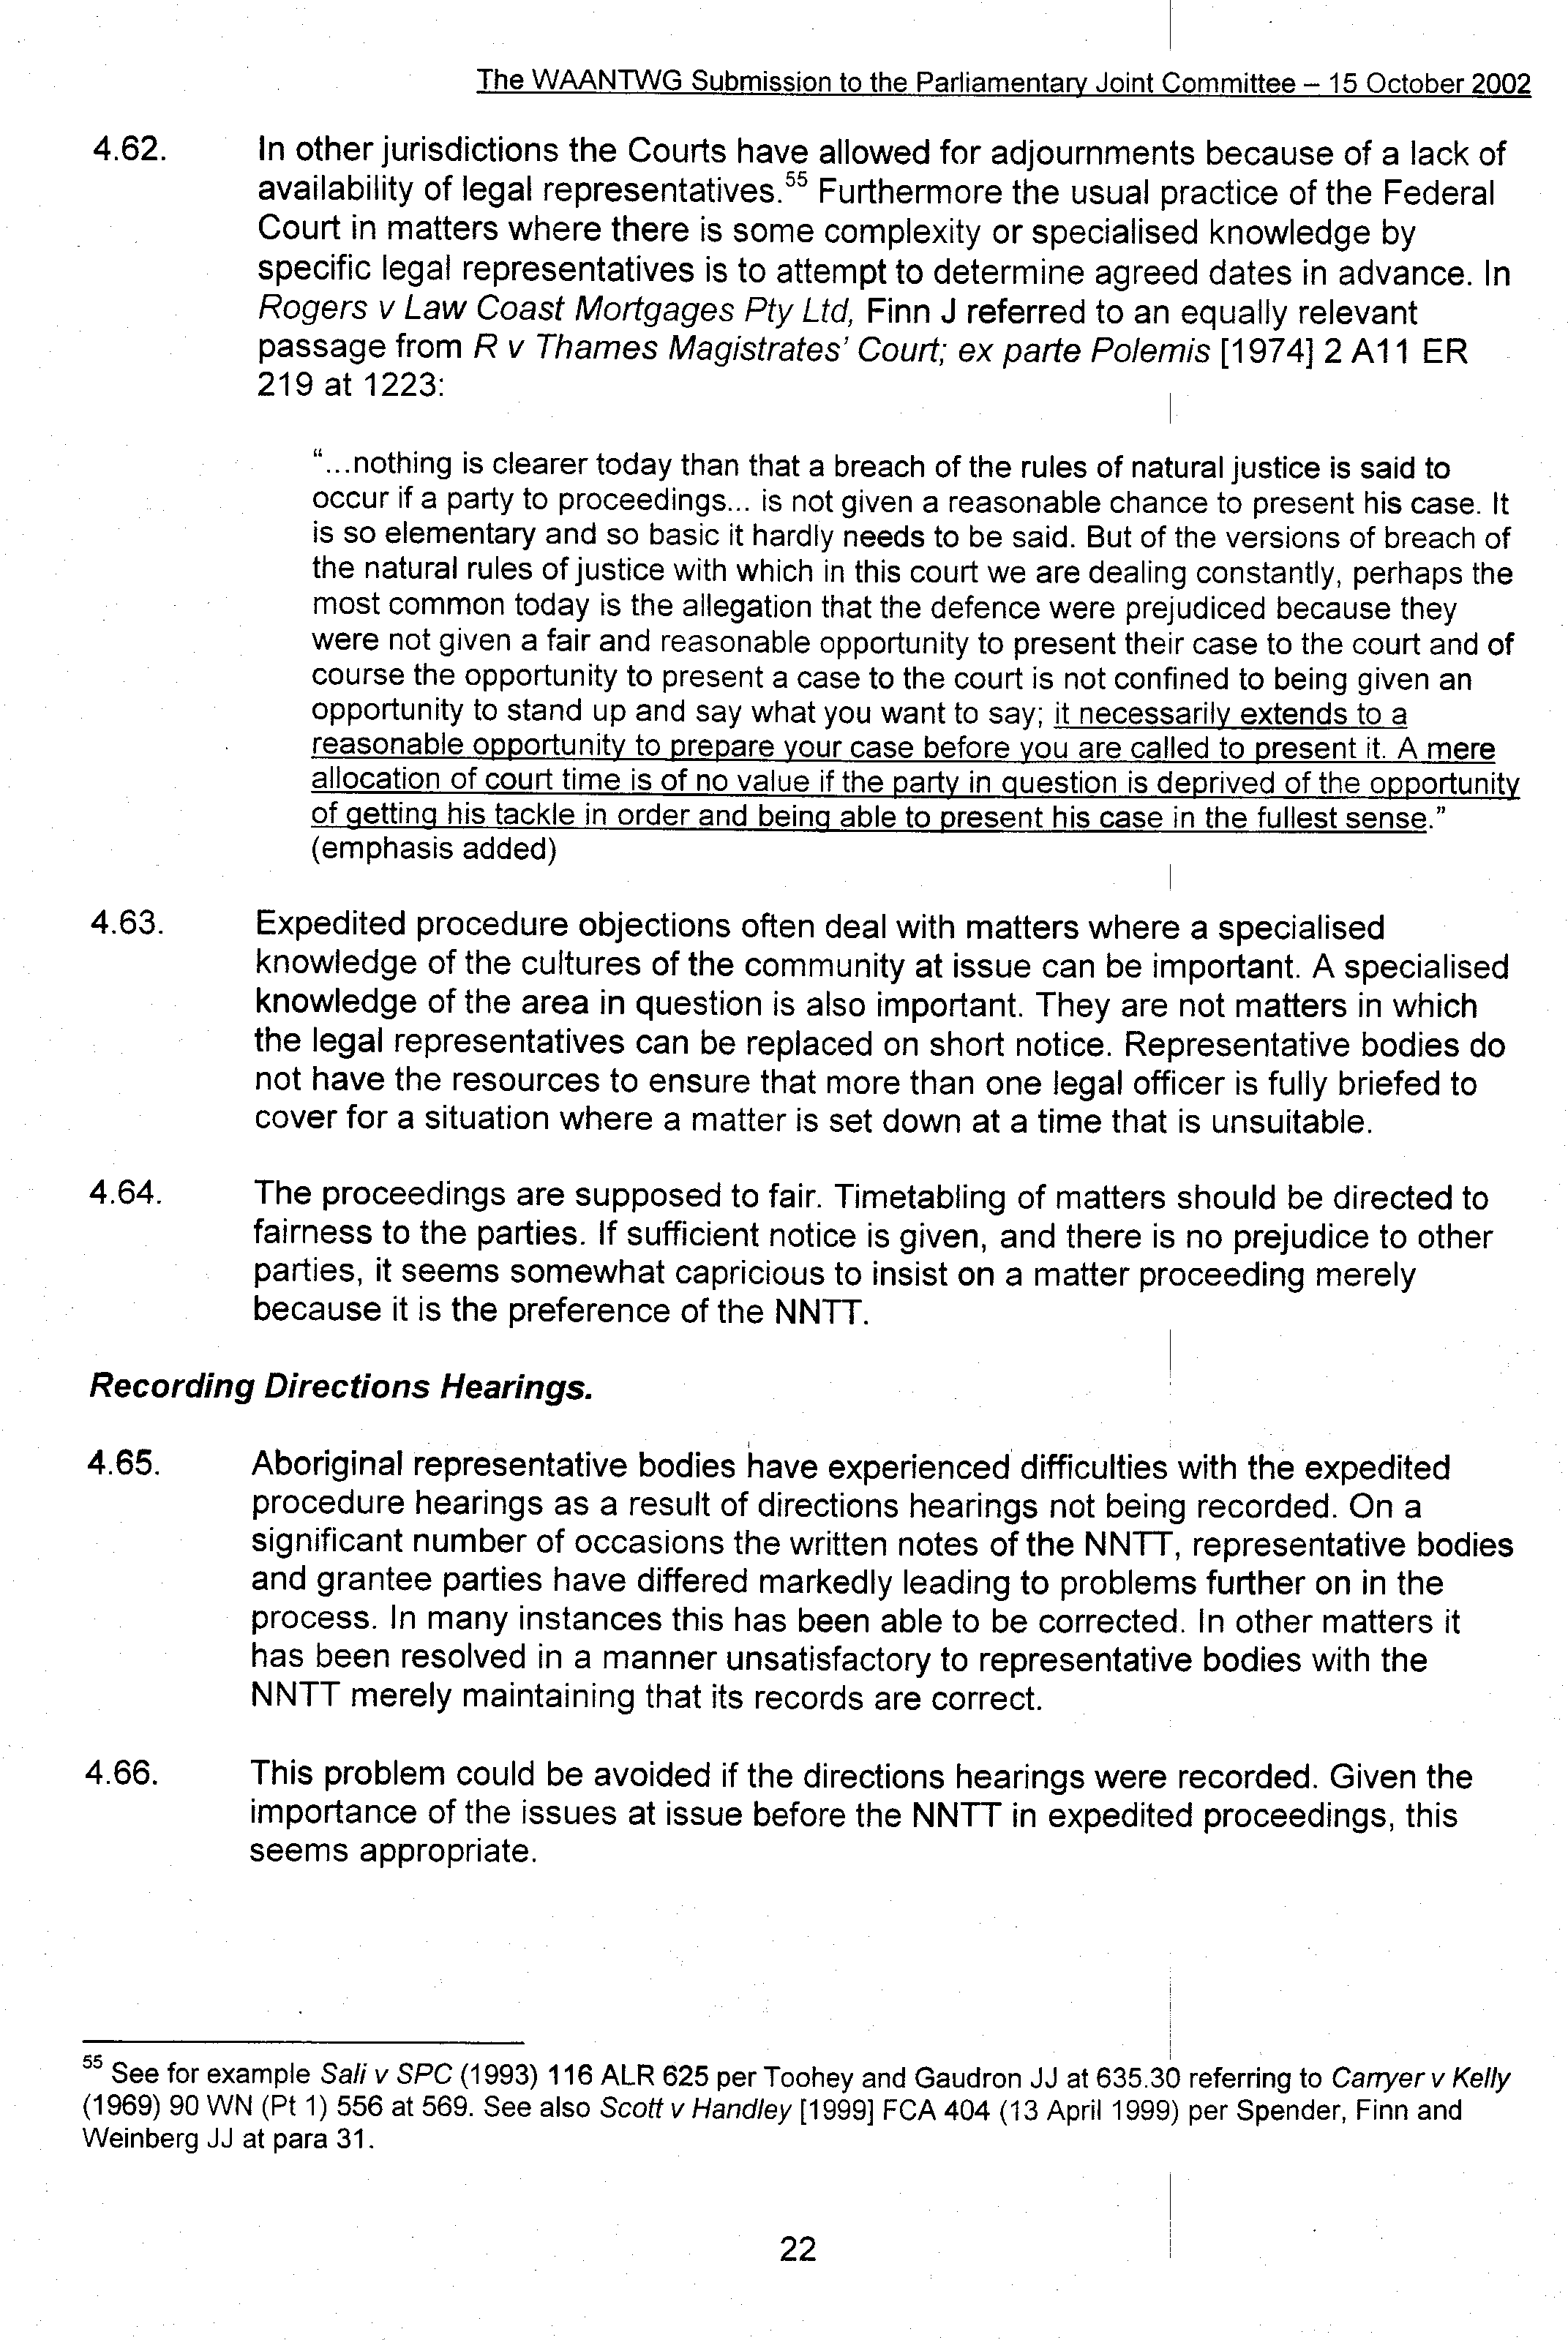 The WAANTWG Submission to the Parliamentary Joint Committee – 15 October 2002
4.62. In other jurisdictions the Courts have allowed for adjournments because of a lack of
availability of legal representatives.55 Furthermore the usual practice of the Federal
Court in matters where there is some complexity or specialised knowledge by
specific legal representatives is to attempt to determine agreed dates in advance. In
Rogers v Law Coast Mortgages Pty Ltd, Finn J referred to an equally relevant
passage from R v Thames Magistrates' Court; ex parte Polemis [1974] 2 A11 ER
219 at 1223:
"...nothing is clearer today than that a breach of the rules of natural justice is said to
occur if a party to proceedings... is not given a reasonable chance to present his case. It
is so elementary and so basic it hardly needs to be said. But of the versions of breach of
the natural rules of justice with which in this court we are dealing constantly, perhaps the
most common today is the allegation that the defence were prejudiced because they
were not given a fair and reasonable opportunity to present their case to the court and of
course the opportunity to present a case to the court is not confined to being given an
opportunity to stand up and say what you want to say; it necessarily extends to a
reasonable opportunity to prepare your case before you are called to present it. A mere
allocation of court time is of no value if the party in question is deprived of the opportunity
of getting his tackle in order and being able to present his case in the fullest sense."
(emphasis added)
4.63. Expedited procedure objections often deal with matters where a specialised
knowledge of the cultures of the community at issue can be important. A specialised
knowledge of the area in question is also important. They are not matters in which
the legal representatives can be replaced on short notice. Representative bodies do
not have the resources to ensure that more than one legal officer is fully briefed to
cover for a situation where a matter is set down at a time that is unsuitable.
4.64. The proceedings are supposed to fair. Timetabling of matters should be directed to
fairness to the parties. If sufficient notice is given, and there is no prejudice to other
parties, it seems somewhat capricious to insist on a matter proceeding merely
because it is the preference of the NNTT.
Recording Directions Hearings.
4.65. Aboriginal representative bodies have experienced difficulties with the expedited
procedure hearings as a result of directions hearings not being recorded. On a
significant number of occasions the written notes of the NNTT, representative bodies
and grantee parties have differed markedly leading to problems further on in the
process. In many instances this has been able to be corrected. In other matters it
has been resolved in a manner unsatisfactory to representative bodies with the
NNTT merely maintaining that its records are correct.
4.66. This problem could be avoided if the directions hearings were recorded. Given the
importance of the issues at issue before the NNTT in expedited proceedings, this
seems appropriate.
55 See for example Sali v SPC (1993) 116 ALR 625 per Toohey and Gaudron JJ at 635.30 referring to Carryer v Kelly
(1969) 90 WN (Pt 1) 556 at 569. See also Scott v Handley [1999] FCA 404 (13 April 1999) per Spender, Finn and
Weinberg JJ at para 31.
22